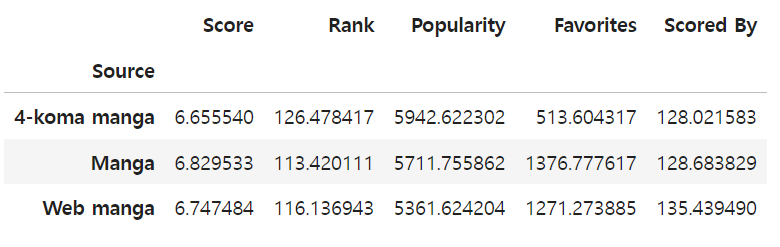 Score Rank Popularity Favorites Scored By
Source
4-koma manga 6.655540 126.478417 5942.622302 513.604317 128.021583
Manga 6.829533 113.420111 5711.755862 1376.777617 128.683829
Web manga 6.747484 116.136943 5361.624204 1271.273885 135.439490